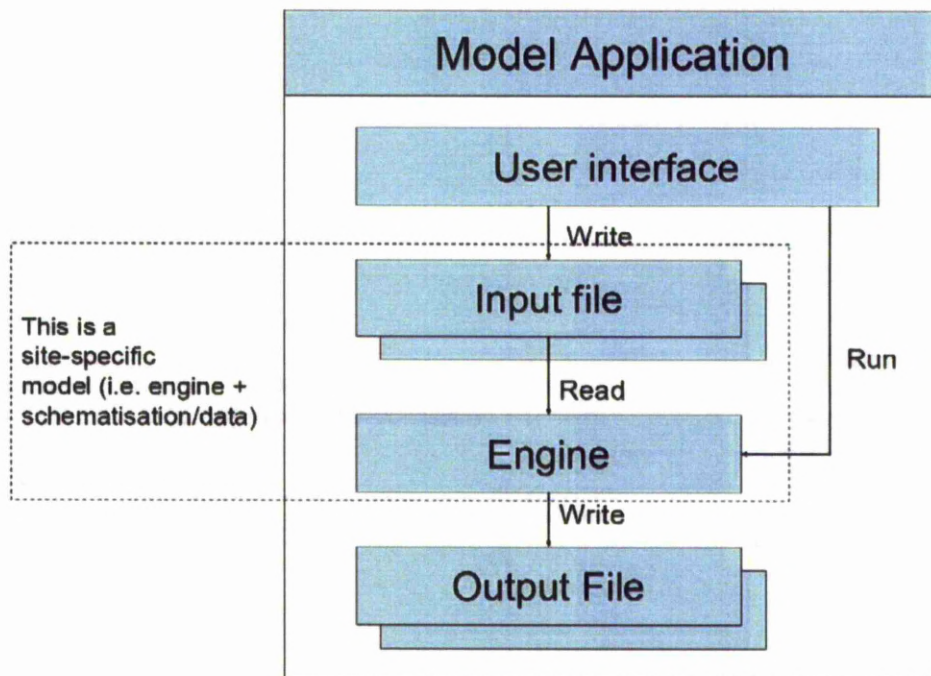 Model Application
User interface
Write
Input file
This is a
site-specific
model (i.e. engine +
schematisation/data)
Run
Read
Engine
Write
Output File